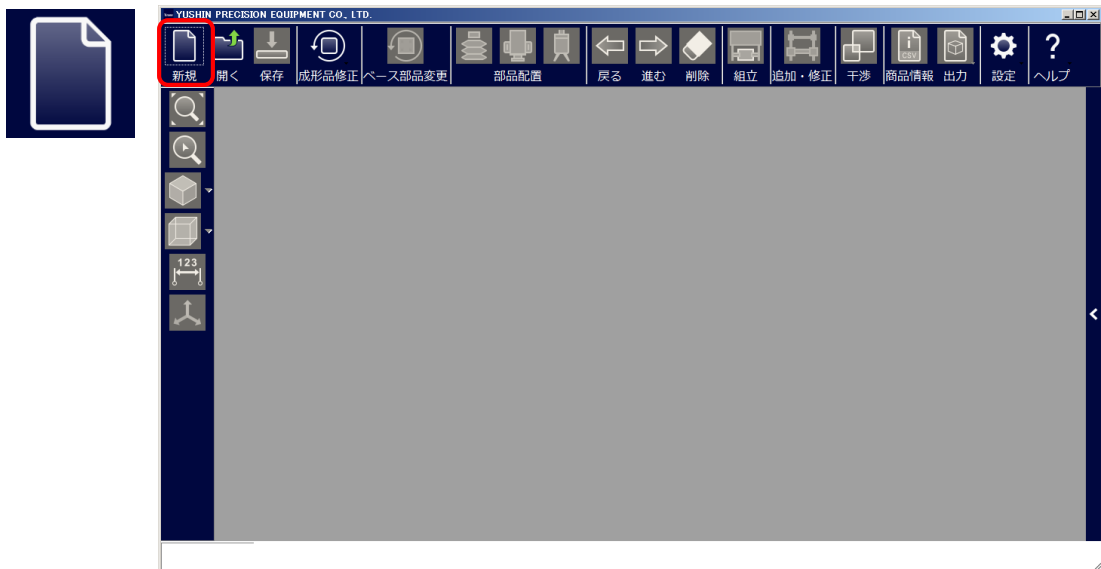 YUSHIN PRECISION EQUIPMENT CO., LTD.
新規 開く 保存 成形品修正 ベース部品変更 部品配置 戻る 進む 削除 組立 追加・修正 干渉 商品情報 出力 設定 ヘルプ
i
CSV
?
123